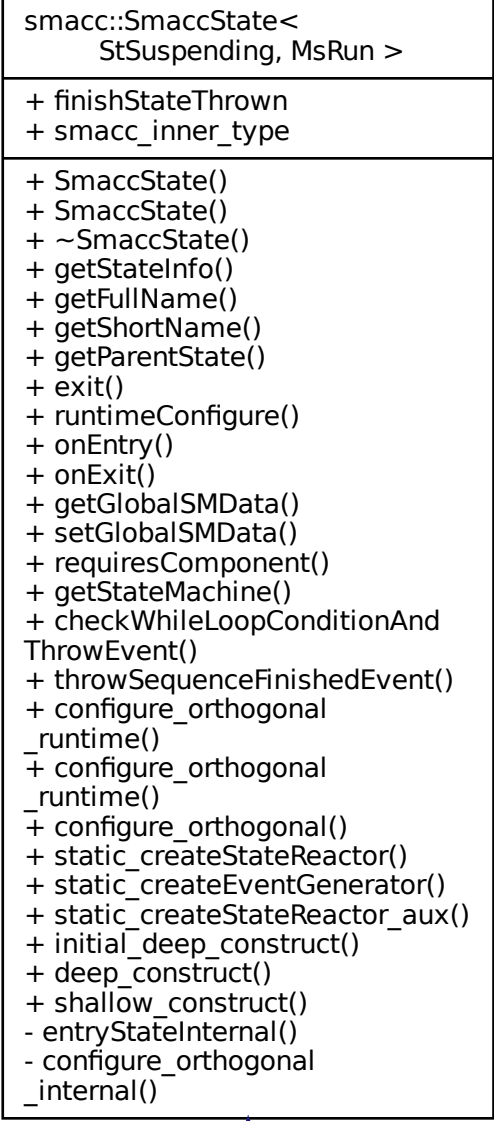 smacc::SmaccState<
StSuspending, MsRun >
+ finishStateThrown
+ smacc_inner_type
+ SmaccState()
+ SmaccState()
+ ~SmaccState()
+ getStateInfo()
+ getFullName()
+ getShortName()
+ getParentState()
+ exit()
+ runtimeConfigure()
+ onEntry()
+ onExit()
+ getGlobalSMData()
+ setGlobalSMData()
+ requiresComponent()
+ getStateMachine()
+ checkWhileLoopConditionAnd
ThrowEvent()
+ throwSequenceFinishedEvent()
+ configure_orthogonal
_runtime()
+ configure_orthogonal
_runtime()
+ configure_orthogonal()
+ static_createStateReactor()
+ static_createEventGenerator()
+ static_createStateReactor_aux()
+ initial_deep_construct()
+ deep_construct()
+ shallow_construct()
- entryStateInternal()
- configure_orthogonal
_internal()